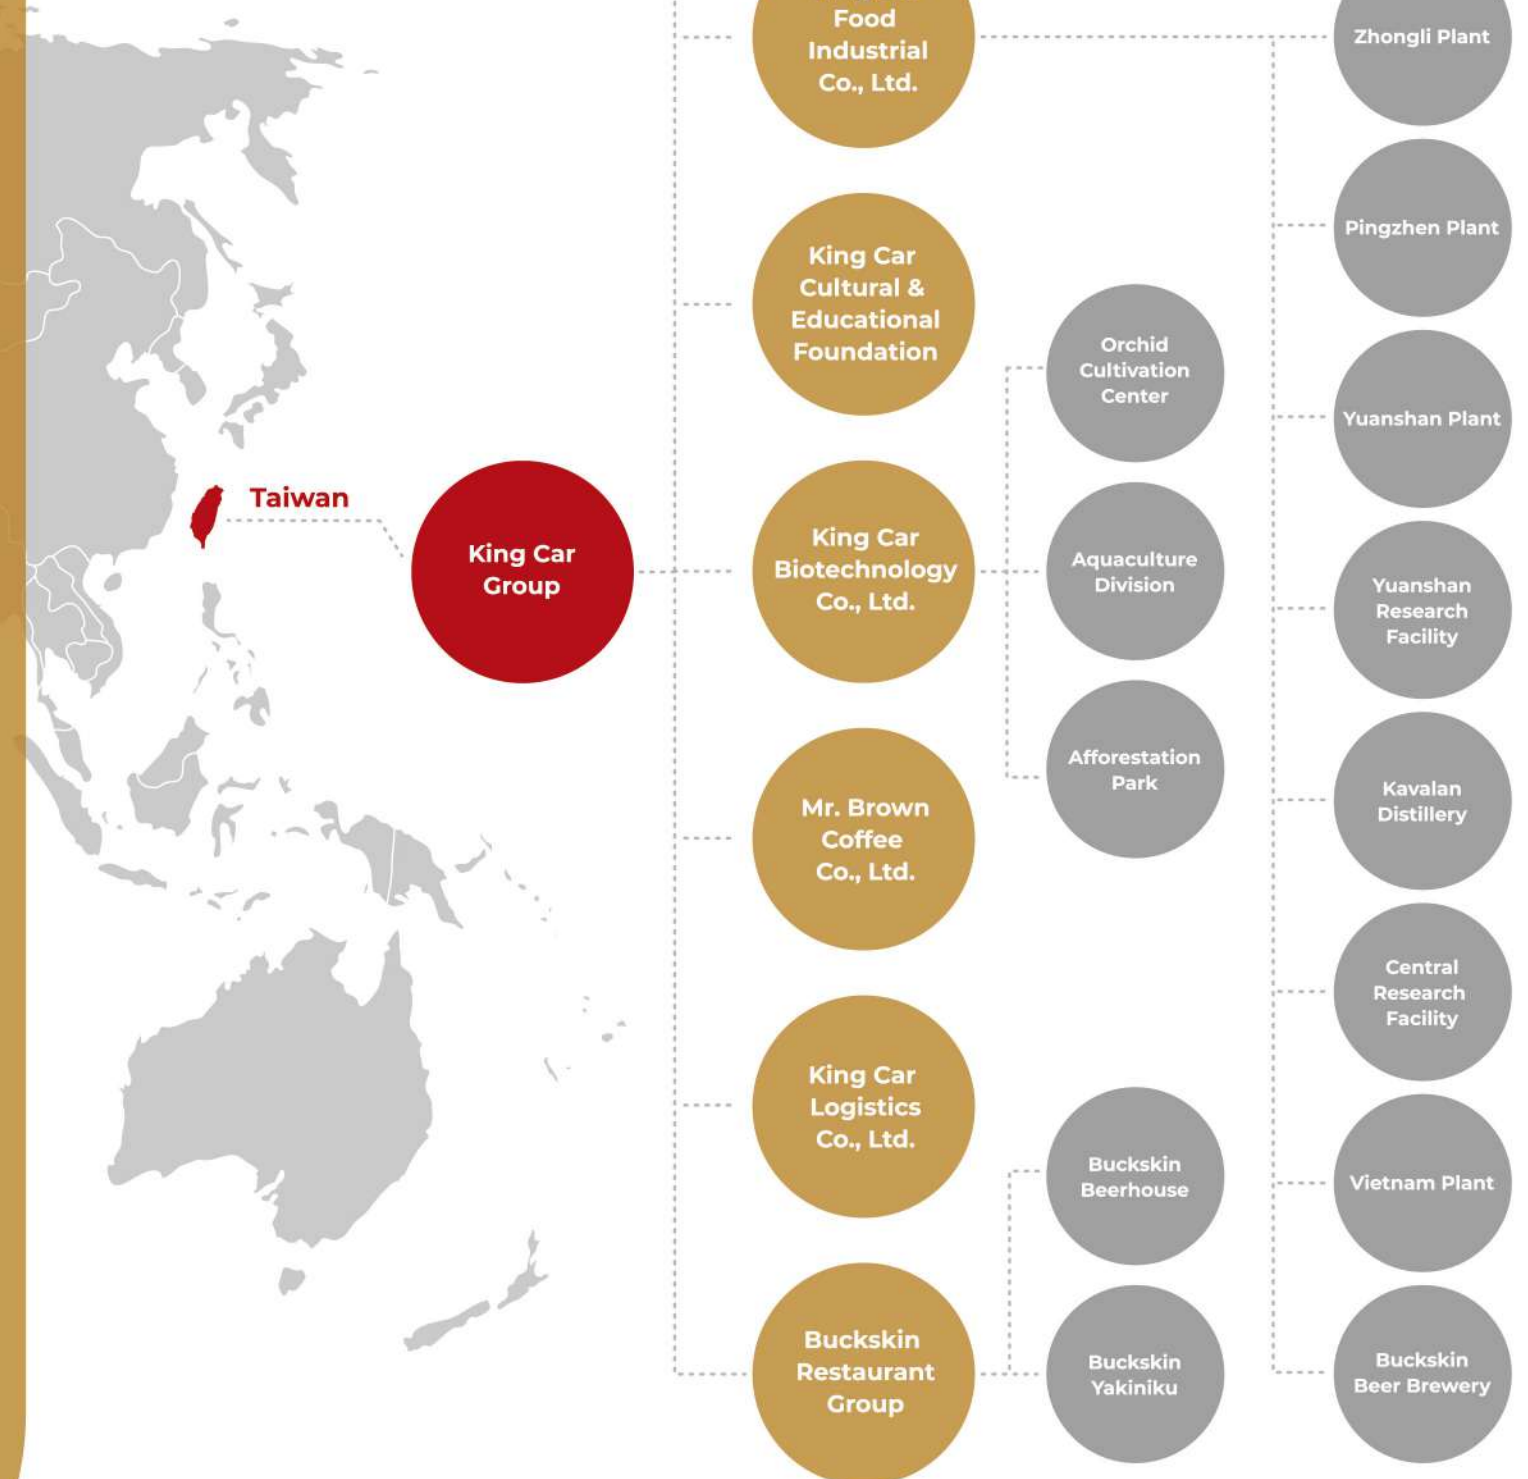 Taiwan
King Car
Group
Food
Industrial
Co., Ltd.
King Car
Cultural &
Educational
Foundation
King Car
Biotechnology
Co., Ltd.
Mr. Brown
Coffee
Co., Ltd.
King Car
Logistics
Co., Ltd.
Buckskin
Restaurant
Group
Orchid
Cultivation
Center
Aquaculture
Division
Afforestation
Park
Buckskin
Beerhouse
Buckskin
Yakiniku
Zhongli Plant
Pingzhen Plant
Yuanshan Plant
Yuanshan
Research
Facility
Kavalan
Distillery
Central
Research
Facility
Vietnam Plant
Buckskin
Beer Brewery